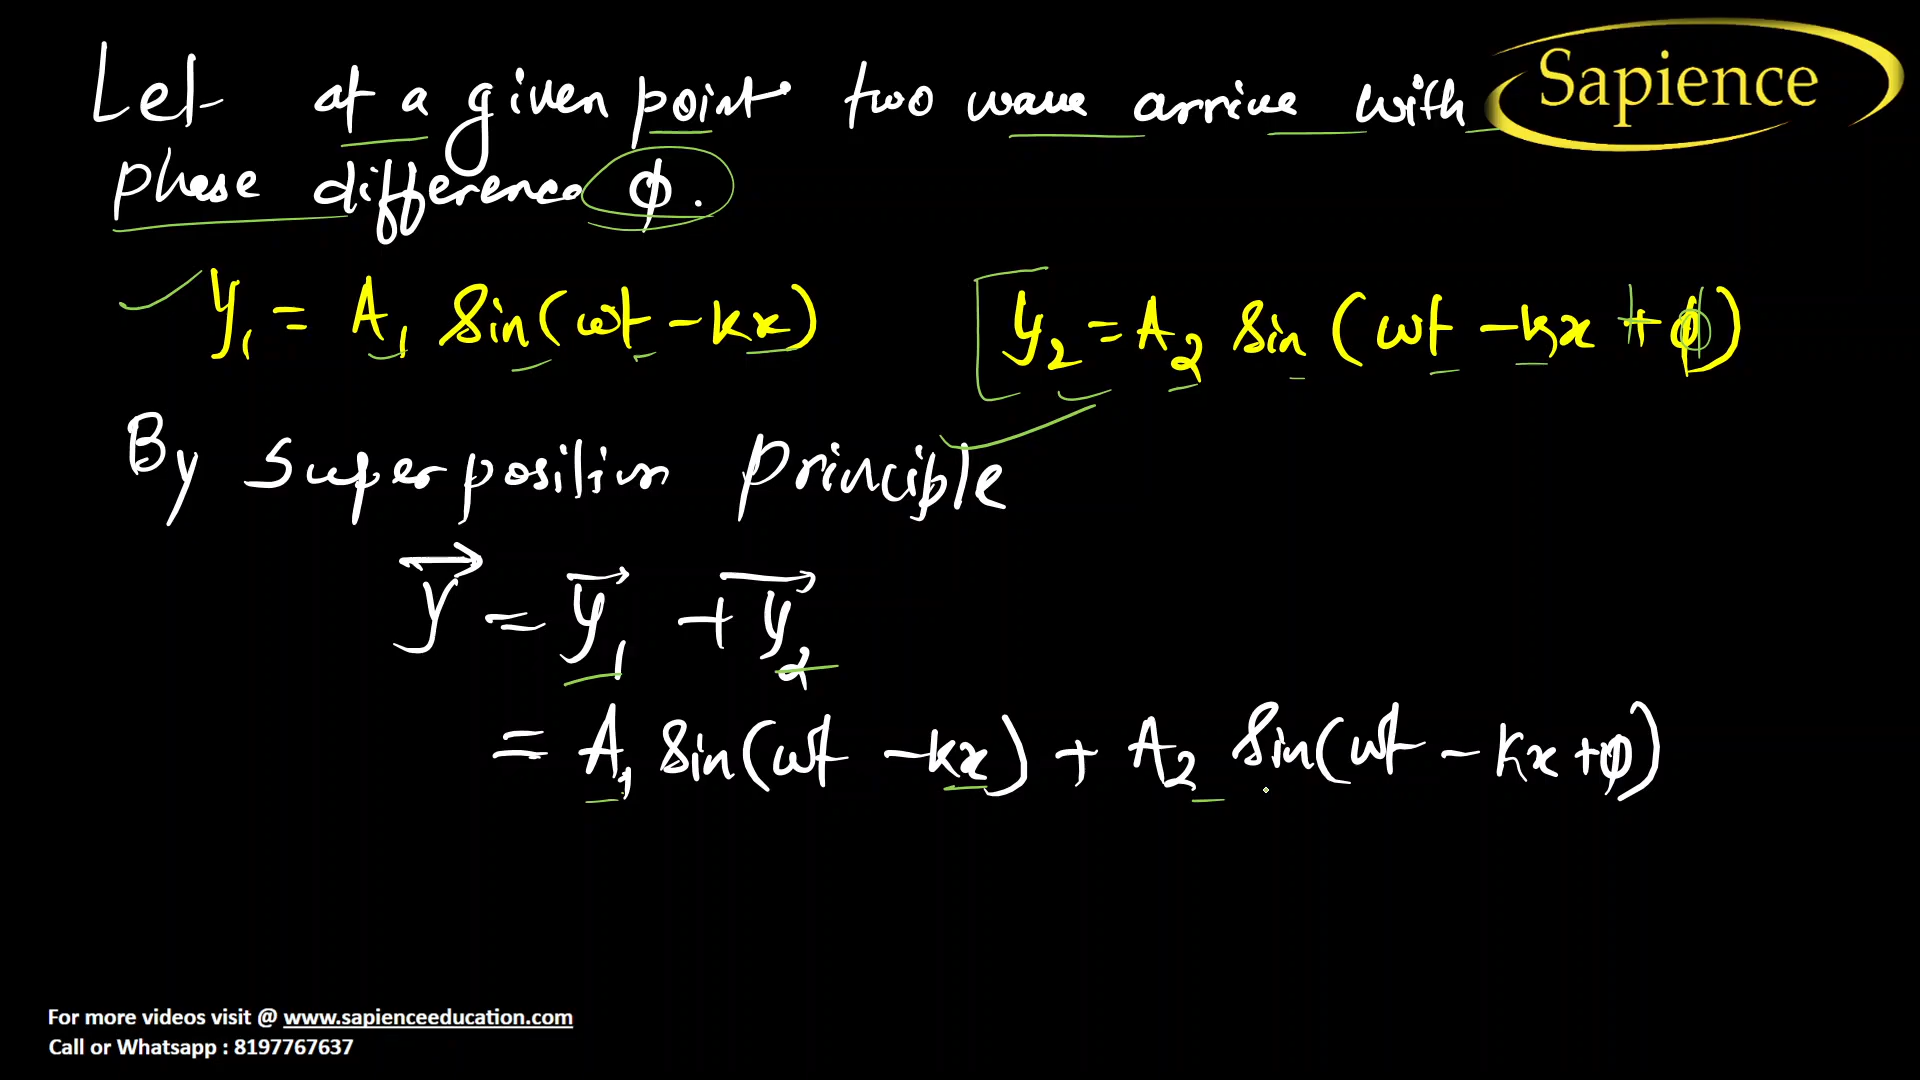 Let at a given point two wave arrive with
Sapience
phase difference ϕ.
y₁ = A₁ sin(ωt - kx)
y₂ = A₂ sin(ωt - kx + ϕ)
By superposition principle
y⃗ = y⃗₁ + y⃗₂
= A₁ sin(ωt - kx) + A₂ sin(ωt - kx + ϕ)
For more videos visit @ www.sapienceeducation.com
Call or Whatsapp : 8197767637